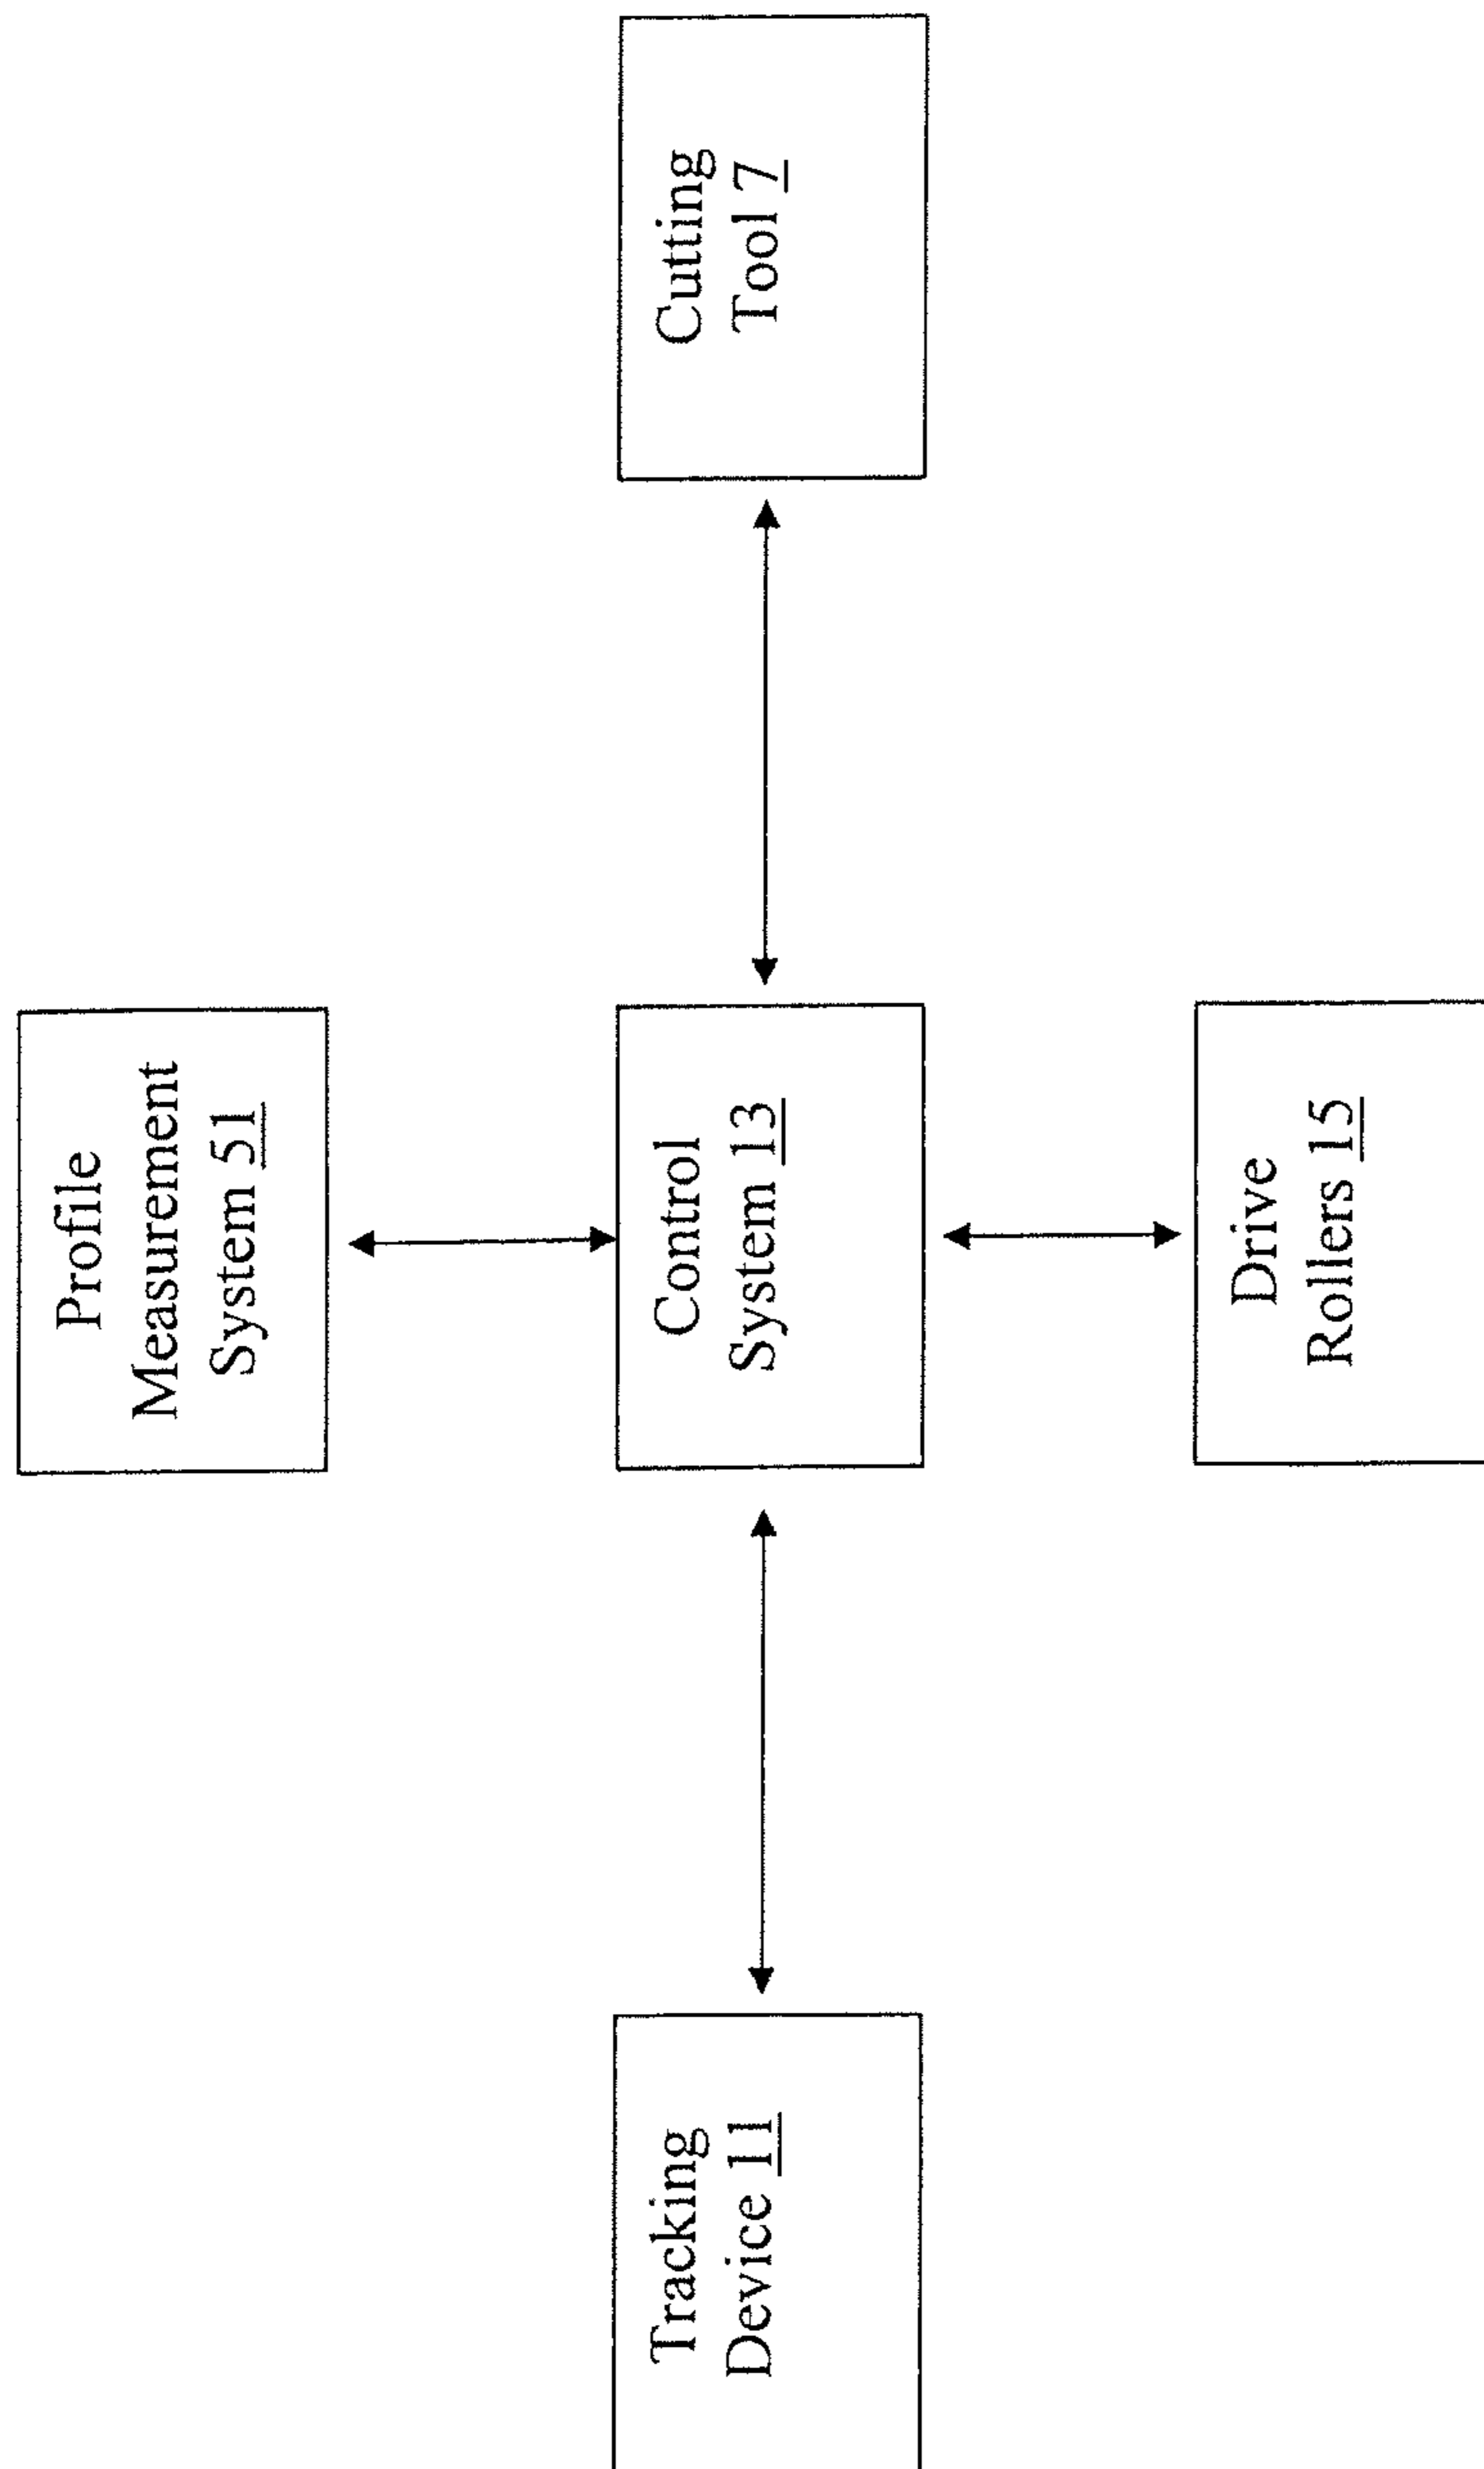 Profile
Measurement
System 51
Tracking
Device 11
Control
System 13
Cutting
Tool 7
Drive
Rollers 15